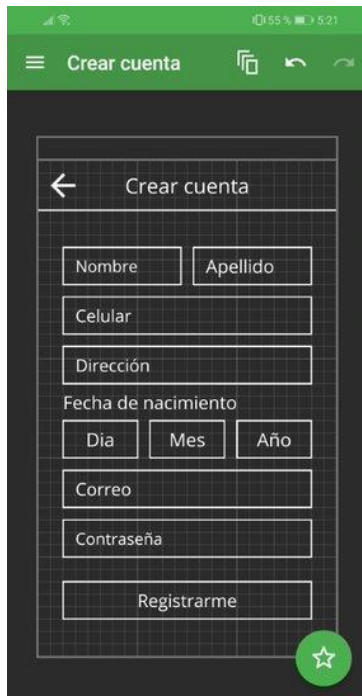 55 % 5:21
Crear cuenta
Crear cuenta
Nombre Apellido
Celular
Dirección
Fecha de nacimiento
Dia Mes Año
Correo
Contraseña
Registrarme